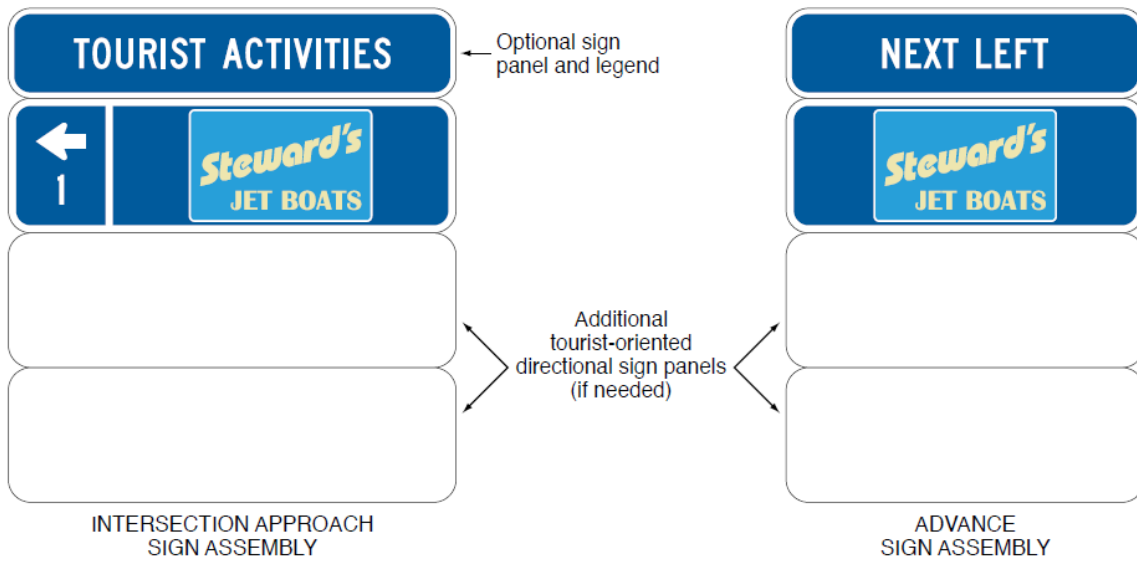 TOURIST ACTIVITIES
Optional sign
panel and legend
NEXT LEFT
1
Steward's
JET BOATS
Steward's
JET BOATS
Additional
tourist-oriented
directional sign panels
(if needed)
INTERSECTION APPROACH
SIGN ASSEMBLY
ADVANCE
SIGN ASSEMBLY